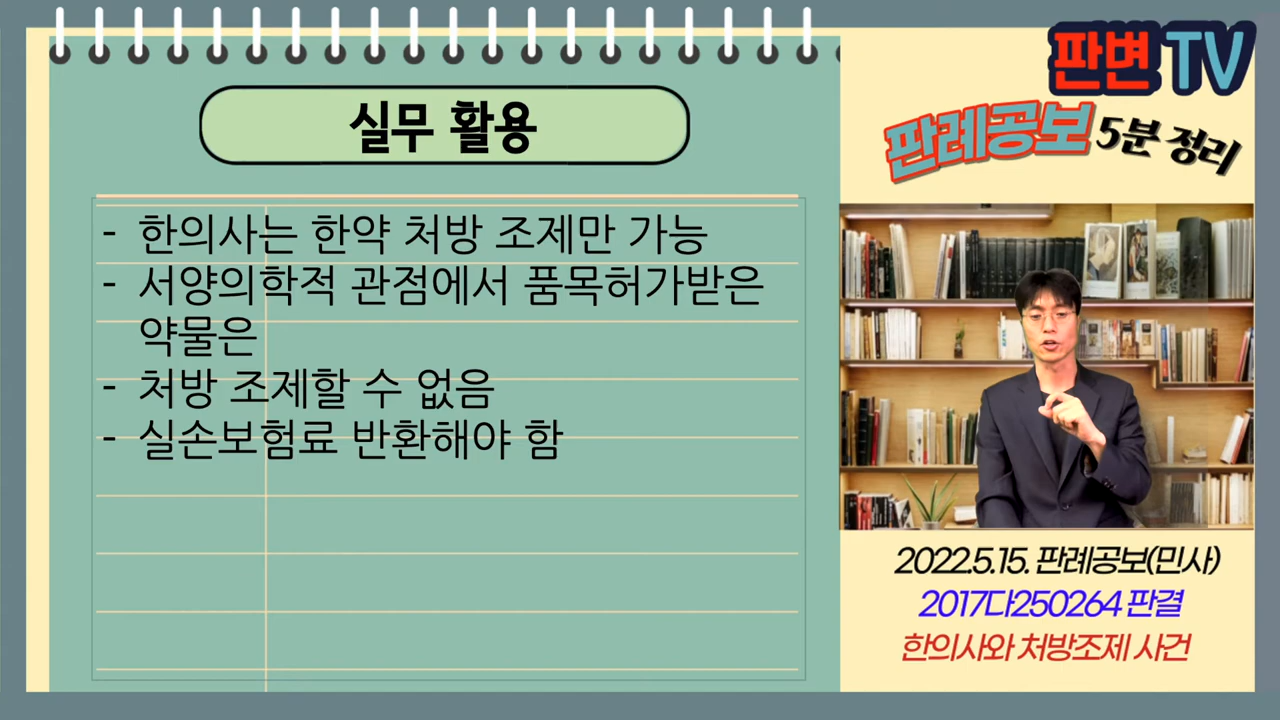 판변 TV
판례공보 5분 정리
실무 활용
- 한의사는 한약 처방 조제만 가능
- 서양의학적 관점에서 품목허가받은
약물은
- 처방 조제할 수 없음
- 실손보험료 반환해야 함
2022.5.15. 판례공보(민사)
2017다250264 판결
한의사와 처방조제 사건